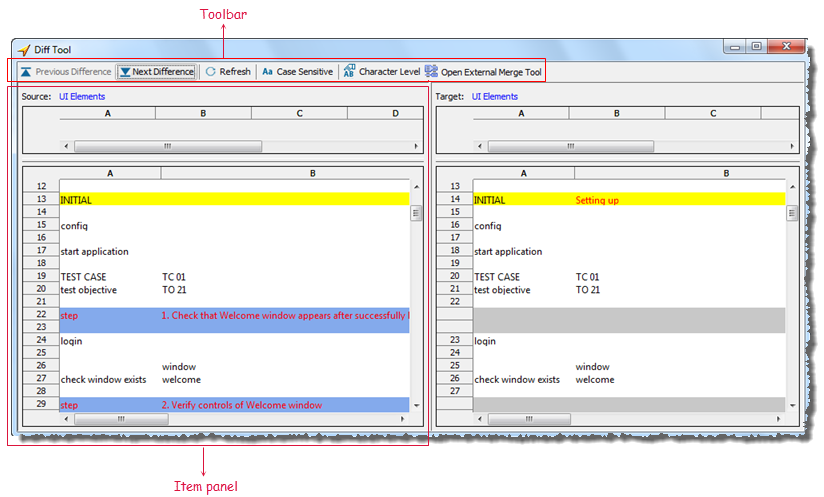 Toolbar
Diff Tool
Previous Difference Next Difference Refresh Aa Case Sensitive AB Character Level Open External Merge Tool
Source: UI Elements
A B C D
A B
12
13 INITIAL
14
15 config
16
17 start application
18
19 TEST CASE TC 01
20 test objective TO 21
21
22 step 1. Check that Welcome window appears after successfully
23
24 login
25
26 window
27 check window exists welcome
28
29 step 2. Verify controls of Welcome window
Target: UI Elements
A B C
A B
13
14 INITIAL Setting up
15
16 config
17
18 start application
19
20 TEST CASE TC 01
21 test objective TO 21
22
23 login
24
25 window
26 check window exists welcome
27
Item panel